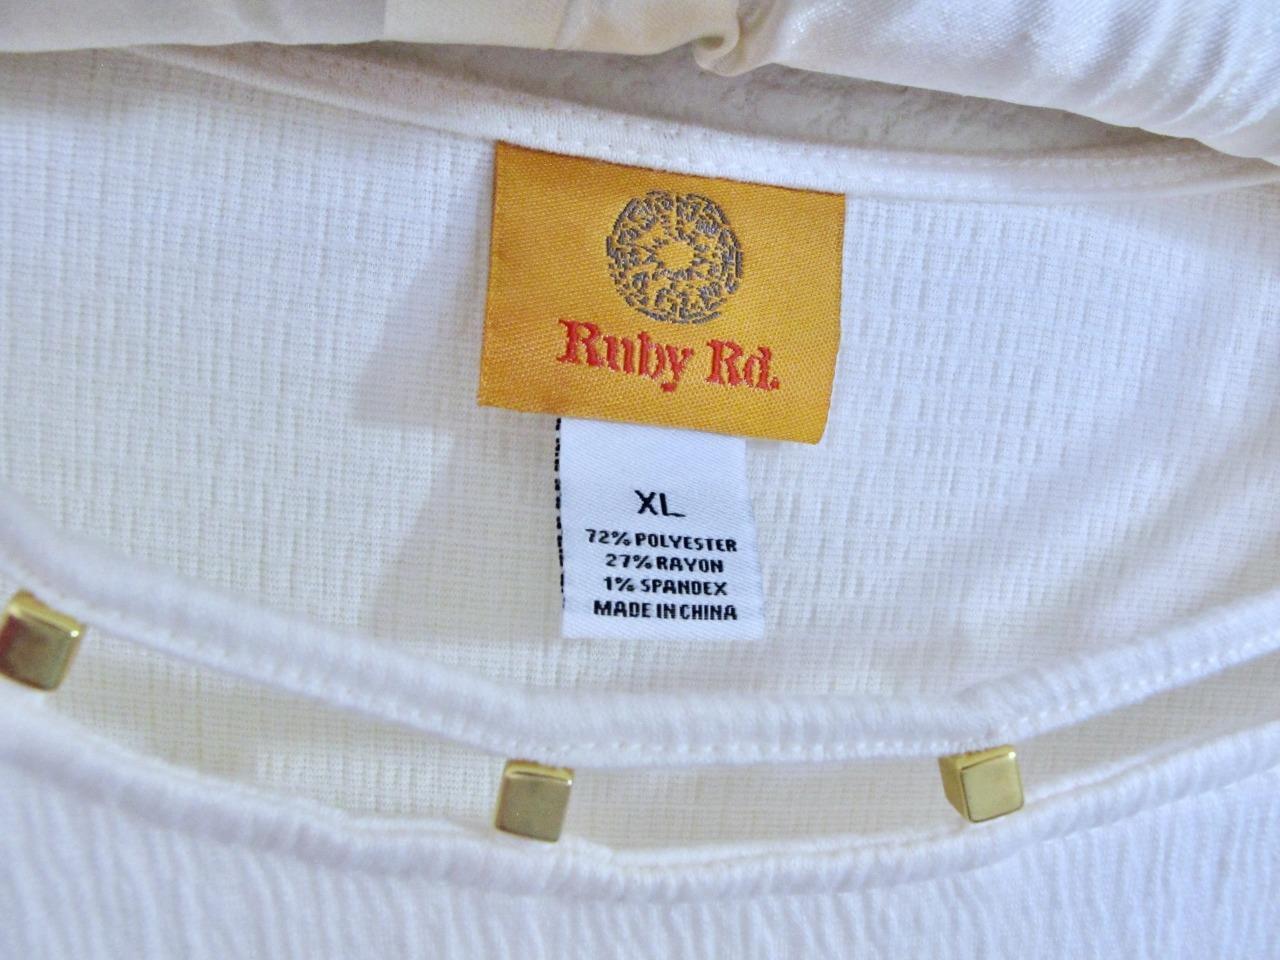 Ruby Rd.
XL
72% POLYESTER
27% RAYON
1% SPANDEX
MADE IN CHINA